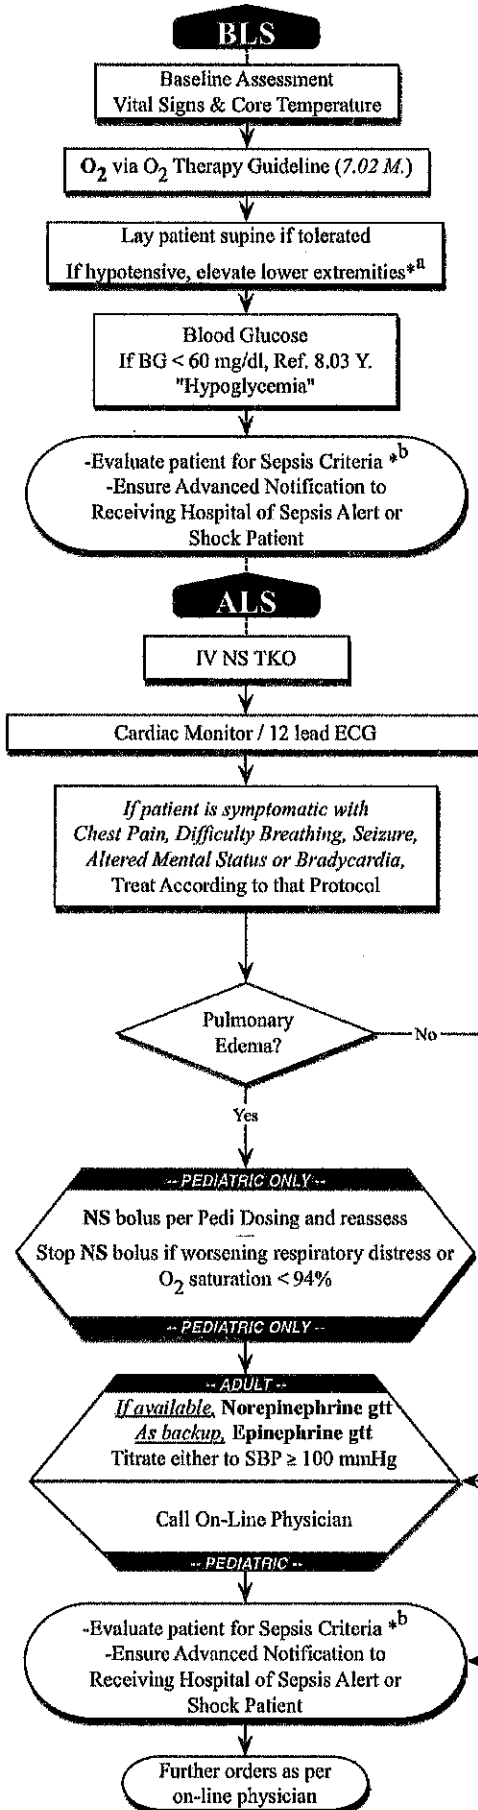 BLS
Baseline Assessment
Vital Signs & Core Temperature
O₂ via O₂ Therapy Guideline (7.02 M.)
Lay patient supine if tolerated
If hypotensive, elevate lower extremities*ᵃ
Blood Glucose
If BG < 60 mg/dl, Ref. 8.03 Y.
"Hypoglycemia"
-Evaluate patient for Sepsis Criteria *ᵇ
-Ensure Advanced Notification to
Receiving Hospital of Sepsis Alert or
Shock Patient
ALS
IV NS TKO
Cardiac Monitor / 12 lead ECG
If patient is symptomatic with
Chest Pain, Difficulty Breathing, Seizure,
Altered Mental Status or Bradycardia,
Treat According to that Protocol
Pulmonary
Edema?
No
Yes
-- PEDIATRIC ONLY --
NS bolus per Pedi Dosing and reassess
Stop NS bolus if worsening respiratory distress or
O₂ saturation < 94%
-- PEDIATRIC ONLY --
-- ADULT --
If available, Norepinephrine gtt
As backup, Epinephrine gtt
Titrate either to SBP ≥ 100 mmHg
Call On-Line Physician
-- PEDIATRIC --
-Evaluate patient for Sepsis Criteria *ᵇ
-Ensure Advanced Notification to
Receiving Hospital of Sepsis Alert or
Shock Patient
Further orders as per
on-line physician